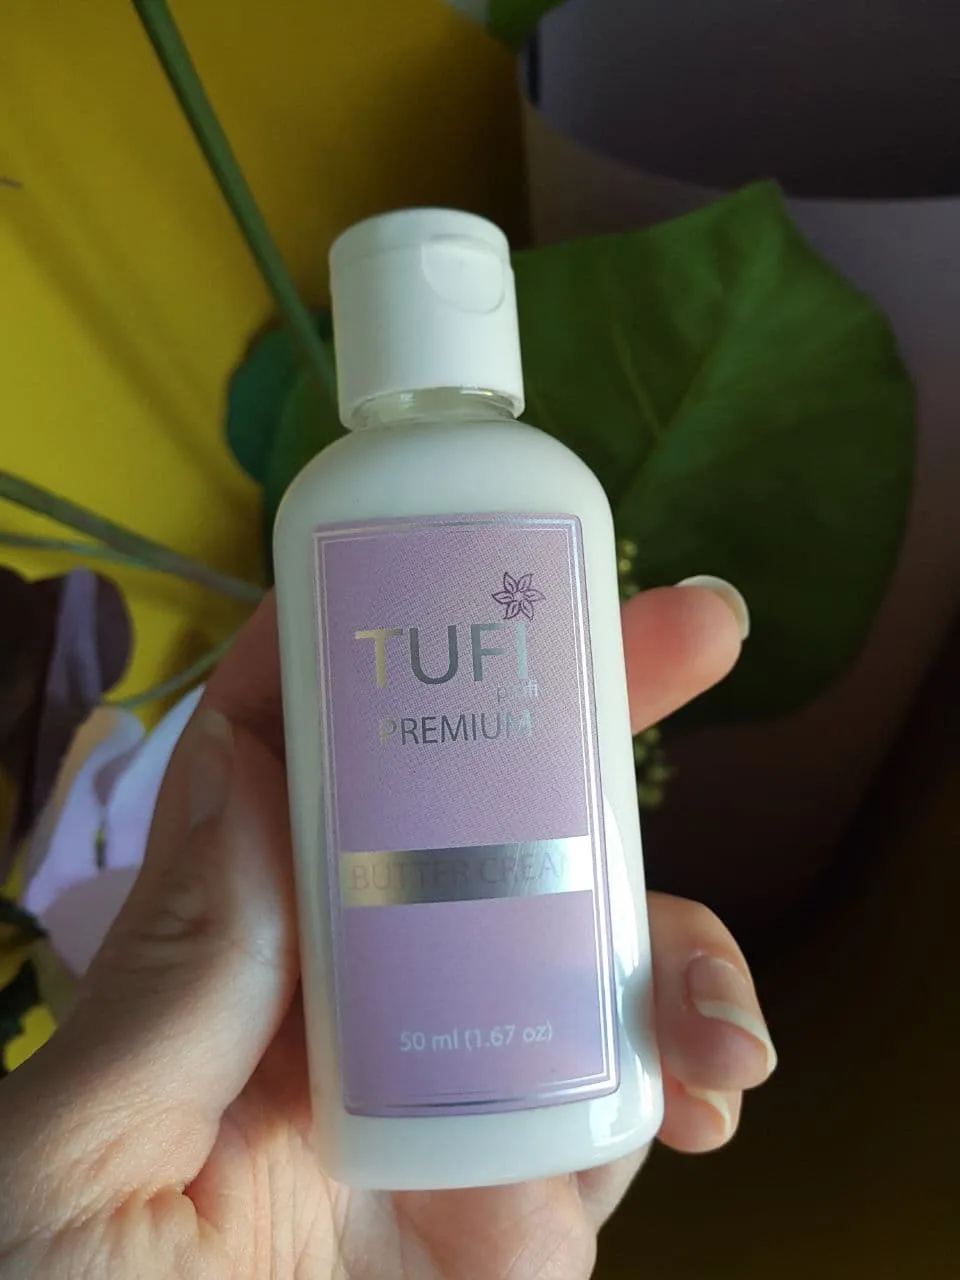 TUFI
profi
PREMIUM
BUTTER CREAM
50 ml (1.67 oz)